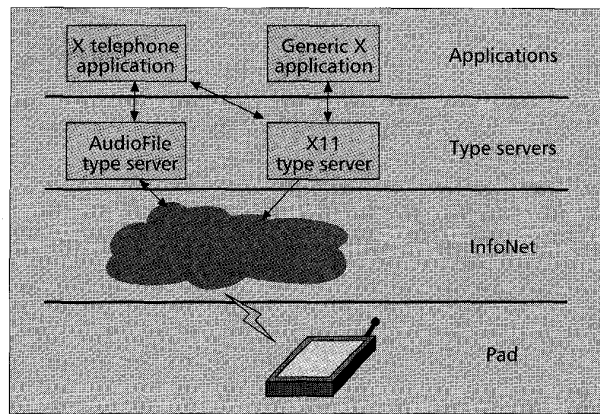 X telephone
application
Generic X
application
Applications
AudioFile
type server
X11
type server
Type servers
InfoNet
Pad